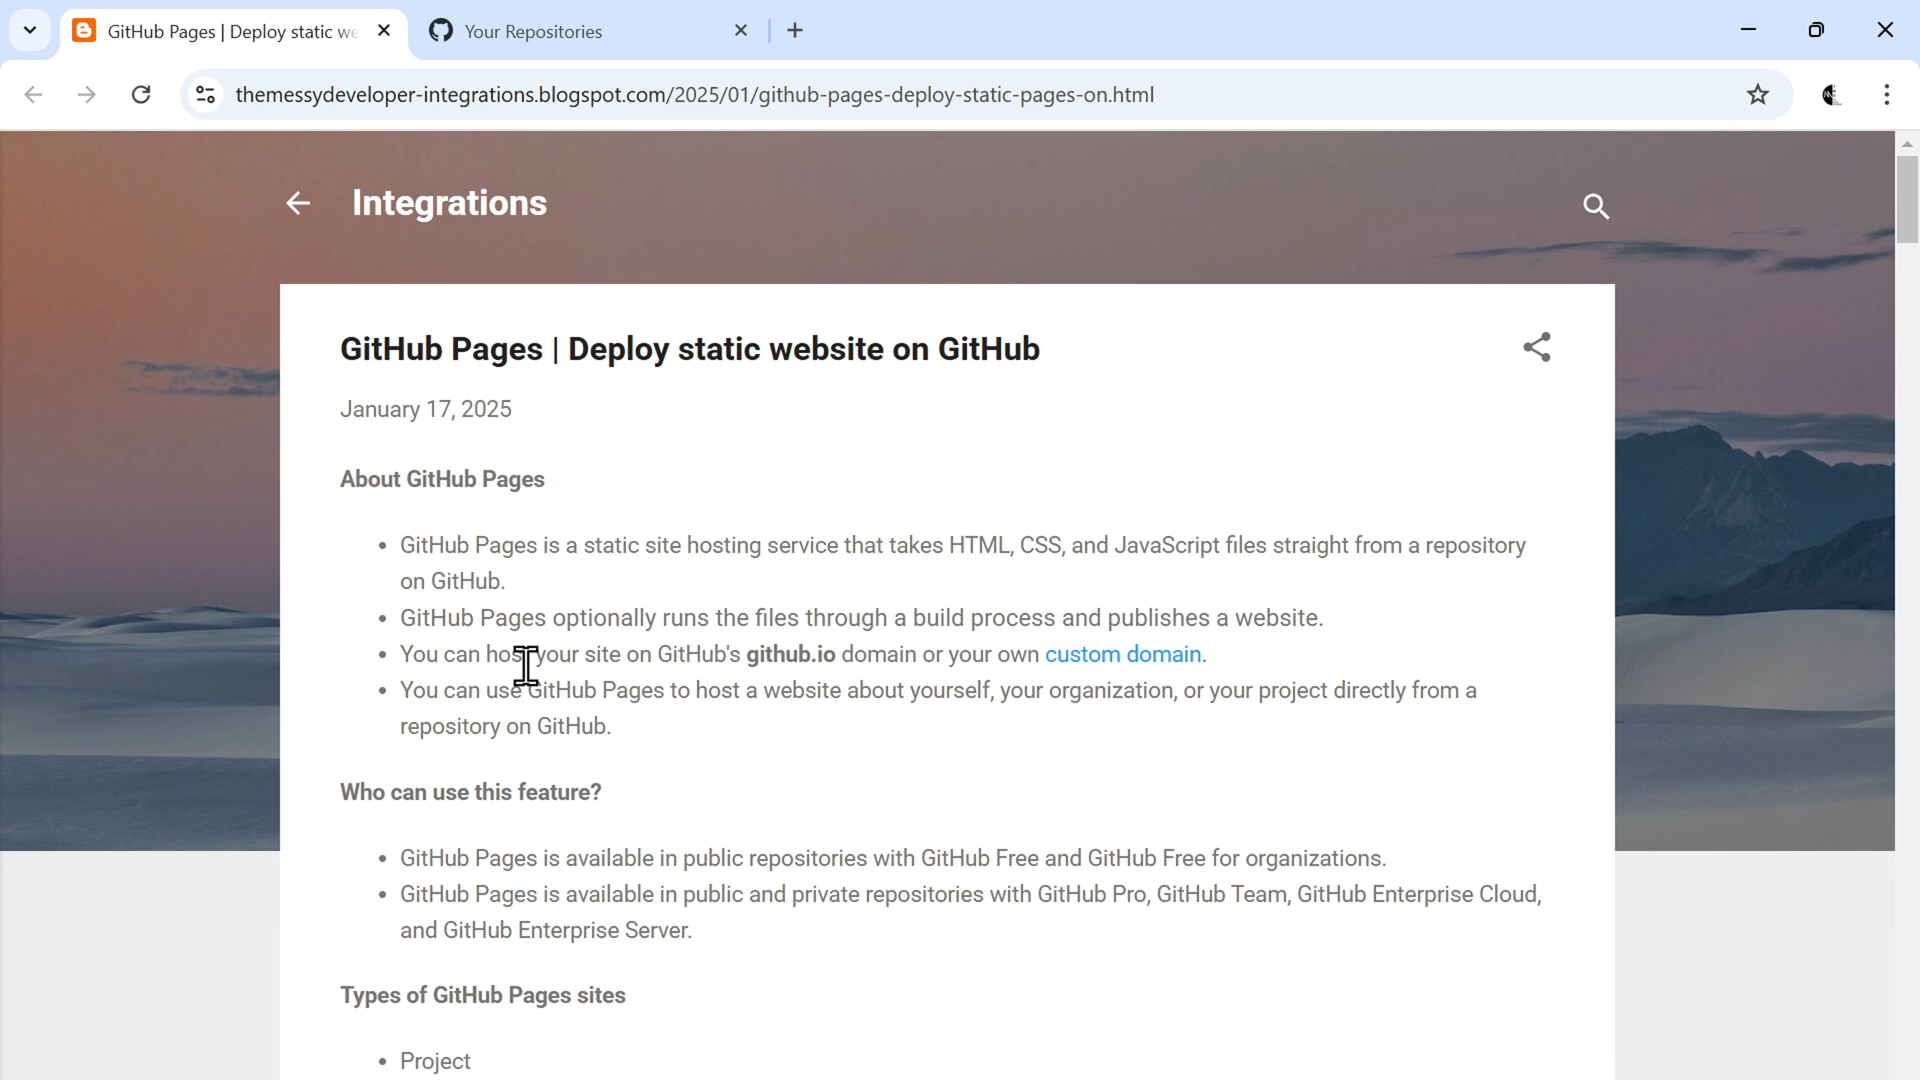 GitHub Pages | Deploy static we
Your Repositories
themessydeveloper-integrations.blogspot.com/2025/01/github-pages-deploy-static-pages-on.html
Integrations
GitHub Pages | Deploy static website on GitHub
January 17, 2025
About GitHub Pages
• GitHub Pages is a static site hosting service that takes HTML, CSS, and JavaScript files straight from a repository
on GitHub.
• GitHub Pages optionally runs the files through a build process and publishes a website.
• You can host your site on GitHub's github.io domain or your own custom domain.
• You can use GitHub Pages to host a website about yourself, your organization, or your project directly from a
repository on GitHub.
Who can use this feature?
• GitHub Pages is available in public repositories with GitHub Free and GitHub Free for organizations.
• GitHub Pages is available in public and private repositories with GitHub Pro, GitHub Team, GitHub Enterprise Cloud,
and GitHub Enterprise Server.
Types of GitHub Pages sites
• Project